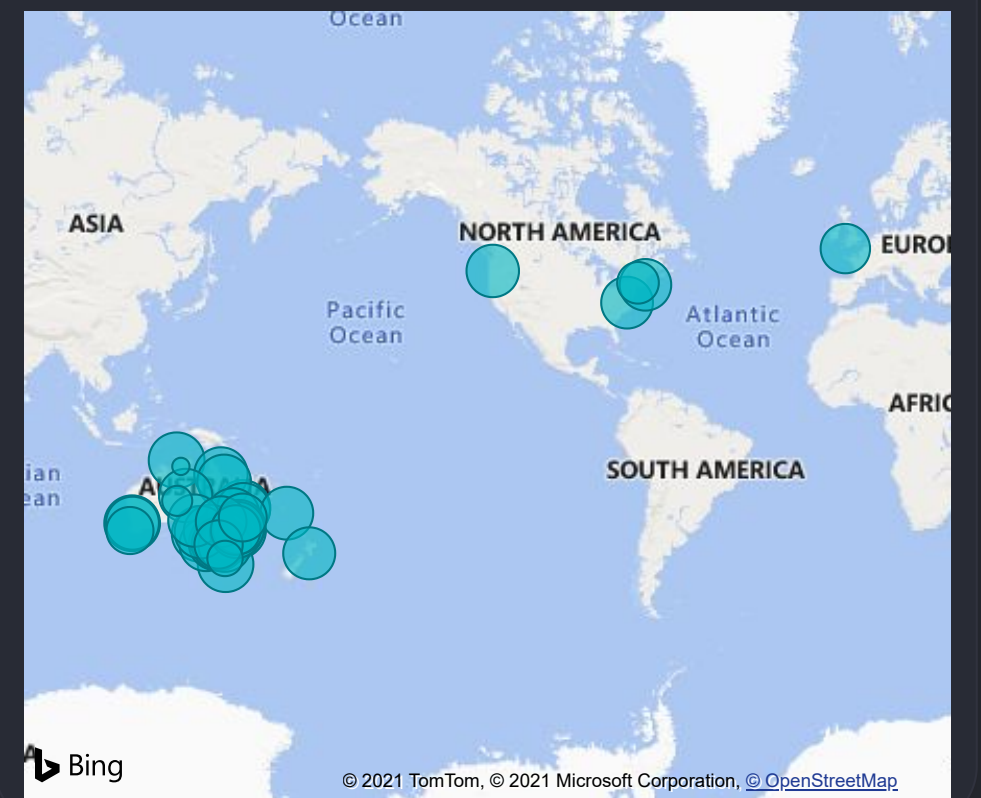 Ocean
ASIA
NORTH AMERICA
EURO
Pacific
Ocean
Atlantic
Ocean
AFRIC
SOUTH AMERICA
ian
ean
AUSTRALIA
A
Bing
© 2021 TomTom, © 2021 Microsoft Corporation, © OpenStreetMap